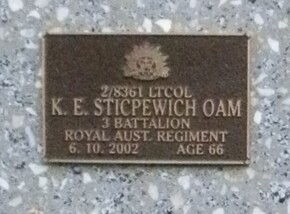 2/8361 LTCOL
K. E. STICPEWICH OAM
3 BATTALION
ROYAL AUST. REGIMENT
6. 10. 2002 AGE 66